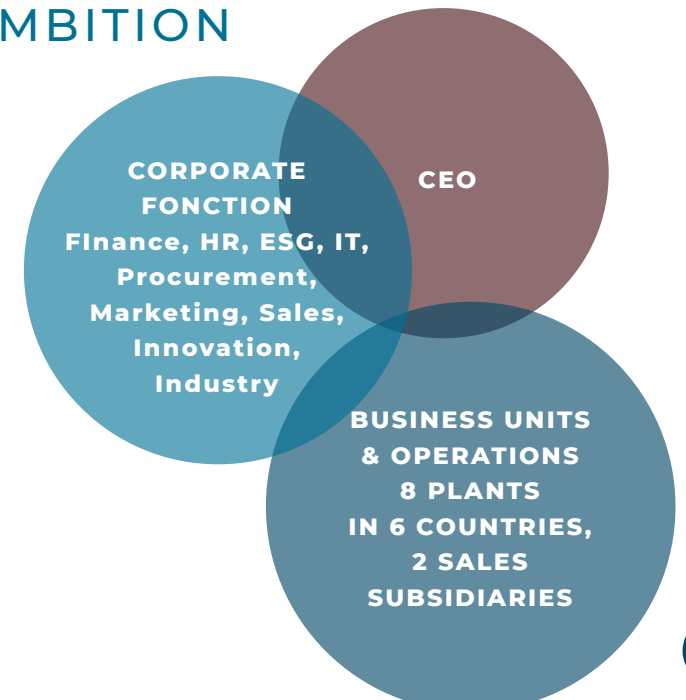 MBITION
CORPORATE
FONCTION
FInance, HR, ESG, IT,
Procurement,
Marketing, Sales,
Innovation,
Industry
CEO
BUSINESS UNITS
& OPERATIONS
8 PLANTS
IN 6 COUNTRIES,
2 SALES
SUBSIDIARIES